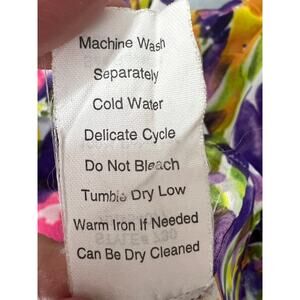 Machine Wash
Separately
Cold Water
Delicate Cycle
Do Not Bleach
Tumble Dry Low
Warm Iron If Needed
Can Be Dry Cleaned